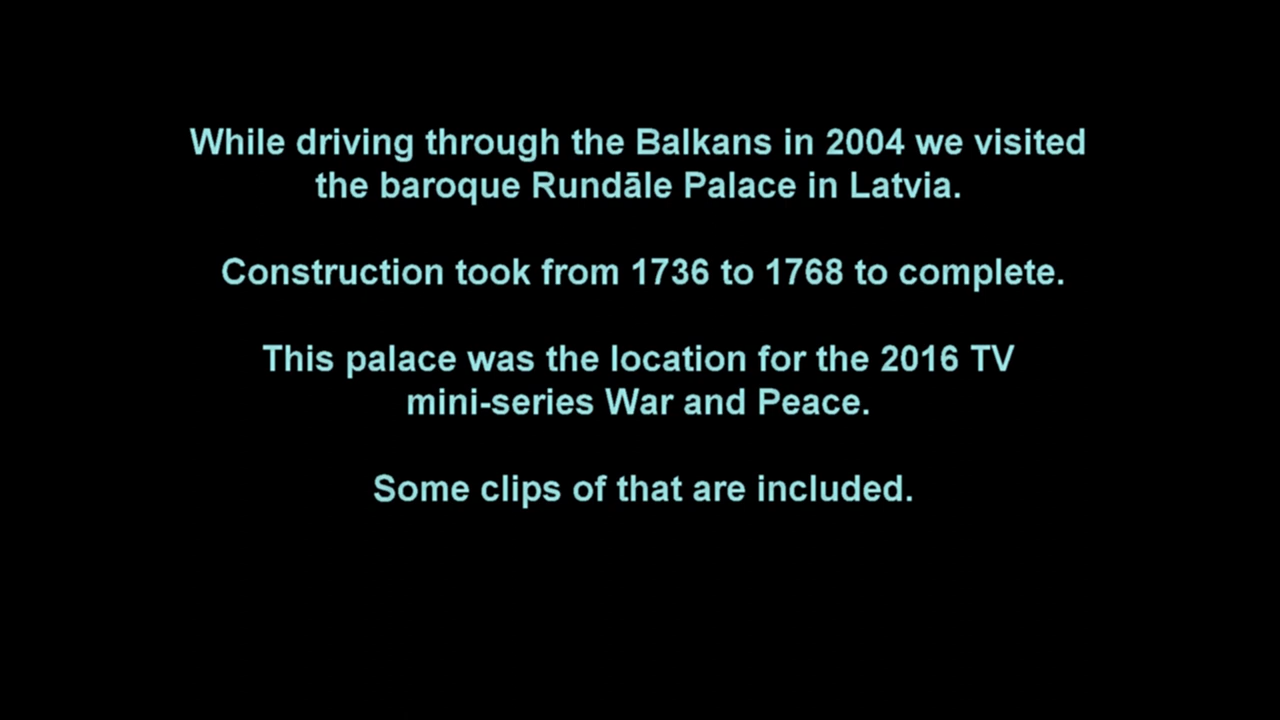 While driving through the Balkans in 2004 we visited
the baroque Rundāle Palace in Latvia.
Construction took from 1736 to 1768 to complete.
This palace was the location for the 2016 TV
mini-series War and Peace.
Some clips of that are included.